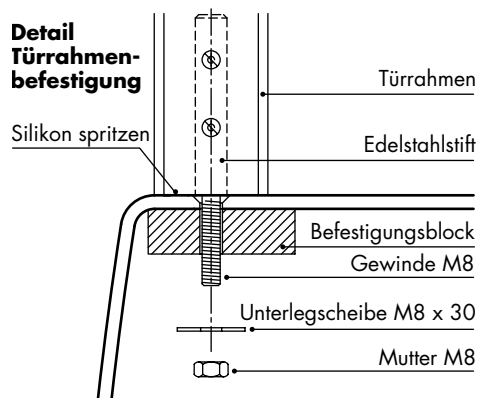 Detail
Türrahmen-
befestigung
Türrahmen
Silikon spritzen
Edelstahlstift
Befestigungsblock
Gewinde M8
Unterlegscheibe M8 x 30
Mutter M8